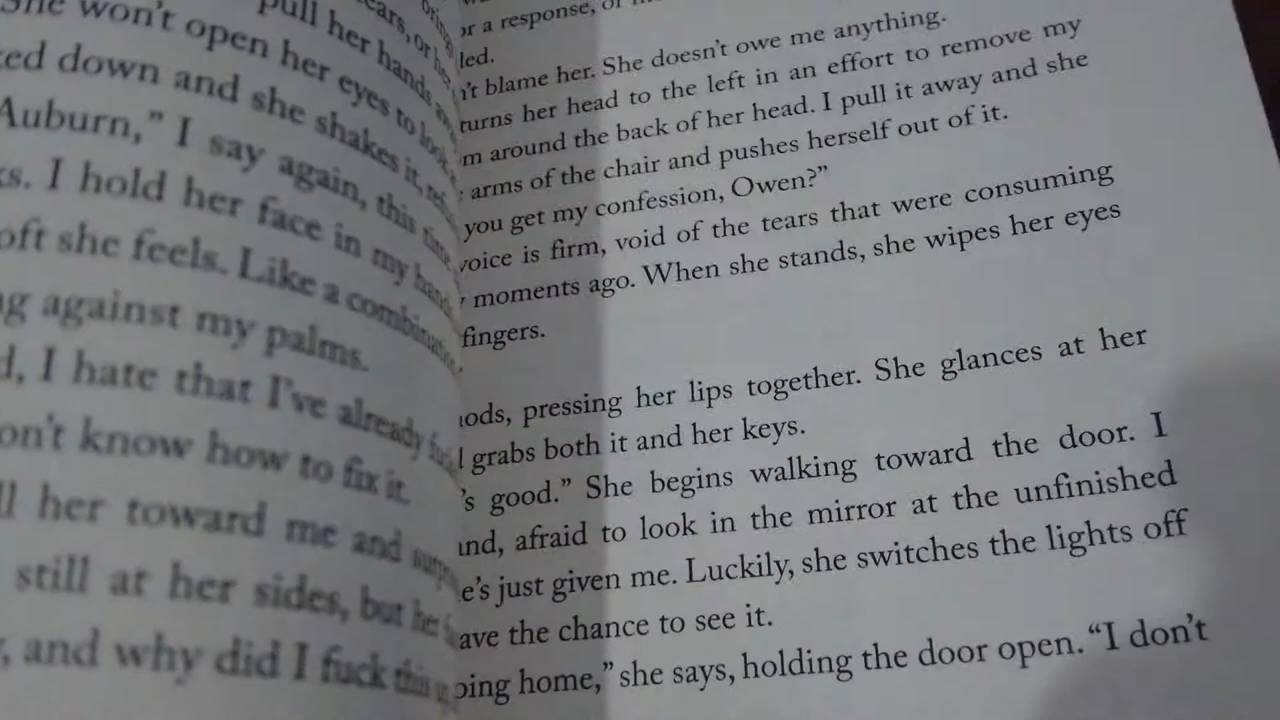 She won't open her eyes to look
ked down and she shakes it,
Auburn," I say again, this time
ks. I hold her face in my hands
oft she feels. Like a combination
ng against my palms.
d, I hate that I've already
on't know how to fix it.
ll her toward me and
still at her sides, but her
, and why did I fuck this
pull her hands
ears, or
or a response, or
led.
n't blame her. She doesn't owe me anything.
turns her head to the left in an effort to remove my
m around the back of her head. I pull it away and she
arms of the chair and pushes herself out of it.
you get my confession, Owen?"
voice is firm, void of the tears that were consuming
moments ago. When she stands, she wipes her eyes
fingers.
ods, pressing her lips together. She glances at her
grabs both it and her keys.
's good." She begins walking toward the door. I
und, afraid to look in the mirror at the unfinished
e's just given me. Luckily, she switches the lights off
ave the chance to see it.
oing home," she says, holding the door open. "I don't